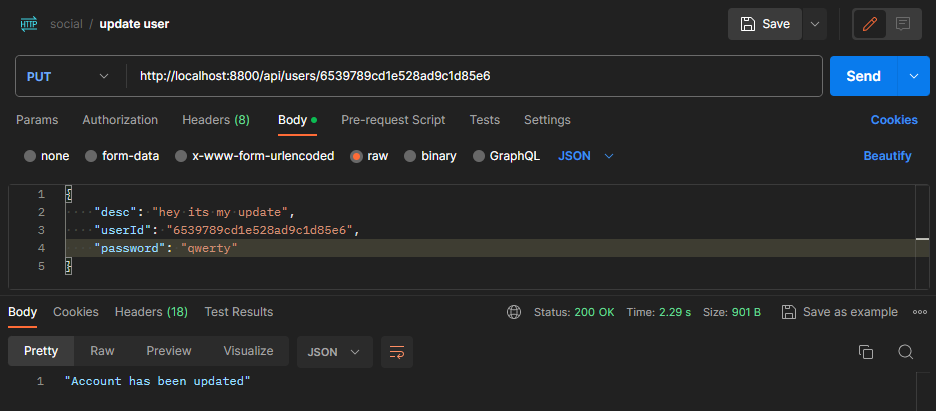 HTTP social / update user Save
PUT http://localhost:8800/api/users/6539789cd1e528ad9c1d85e6 Send
Params Authorization Headers (8) Body Pre-request Script Tests Settings Cookies
none form-data x-www-form-urlencoded raw binary GraphQL JSON Beautify
1 {
2 "desc": "hey its my update",
3 "userId": "6539789cd1e528ad9c1d85e6",
4 "password": "qwerty"
5 }
Body Cookies Headers (18) Test Results Status: 200 OK Time: 2.29 s Size: 901 B Save as example
Pretty Raw Preview Visualize JSON
1 "Account has been updated"